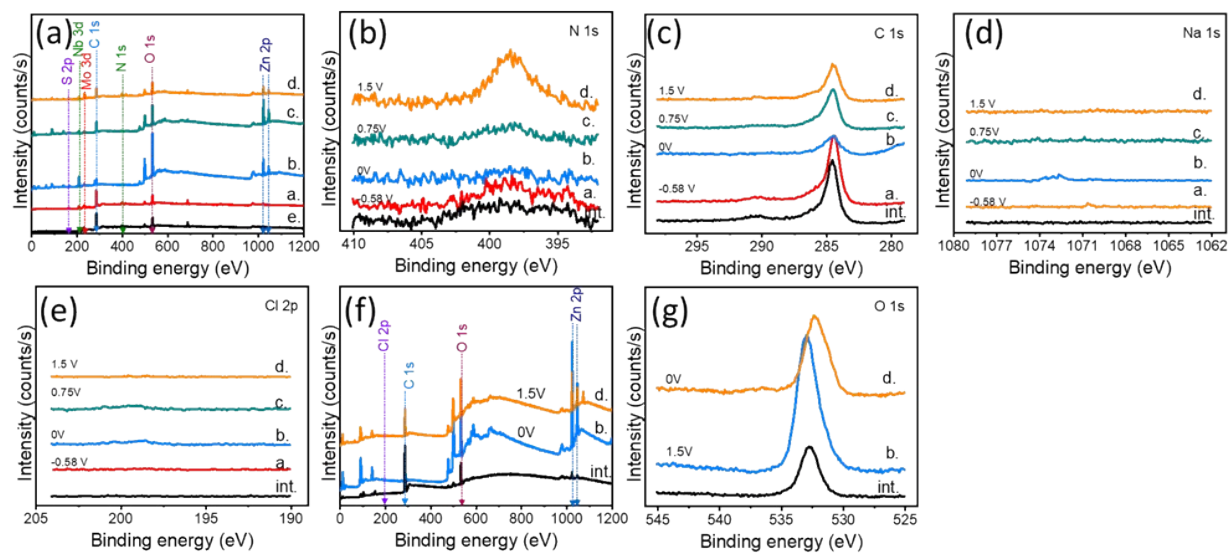 (a)
S 2p
Nb 3d
Mo 3d
C 1s
N 1s
O 1s
Zn 2p
d.
c.
b.
a.
e.
0 200 400 600 800 1000 1200
Binding energy (eV)
Intensity (counts/s)
(b)
N 1s
1.5 V
d.
0.75V
c.
0V
b.
-0.58 V
a.
int.
410 405 400 395
Binding energy (eV)
Intensity (counts/s)
(c)
C 1s
1.5 V
d.
0.75V
c.
0V
b.
-0.58 V
a.
int.
295 291 287 283 279
Binding energy (eV)
Intensity (counts/s)
(d)
Na 1s
1.5 V
d.
0.75 V
c.
0V
b.
-0.58 V
a.
int.
1080 1077 1074 1071 1068 1065 1062
Binding energy (eV)
Intensity (counts/s)
(e)
Cl 2p
1.5 V
d.
0.75V
c.
0V
b.
-0.58 V
a.
int.
204 200 195 190
Binding energy (eV)
Intensity (counts/s)
(f)
Cl 2p
C 1s
O 1s
Zn 2p
1.5V
d.
0V
b.
int.
0 200 400 600 800 1000 1200
Binding energy (eV)
Intensity (counts/s)
(g)
O 1s
0V
d.
1.5V
b.
int.
545 540 535 530 525
Binding energy (eV)
Intensity (counts/s)